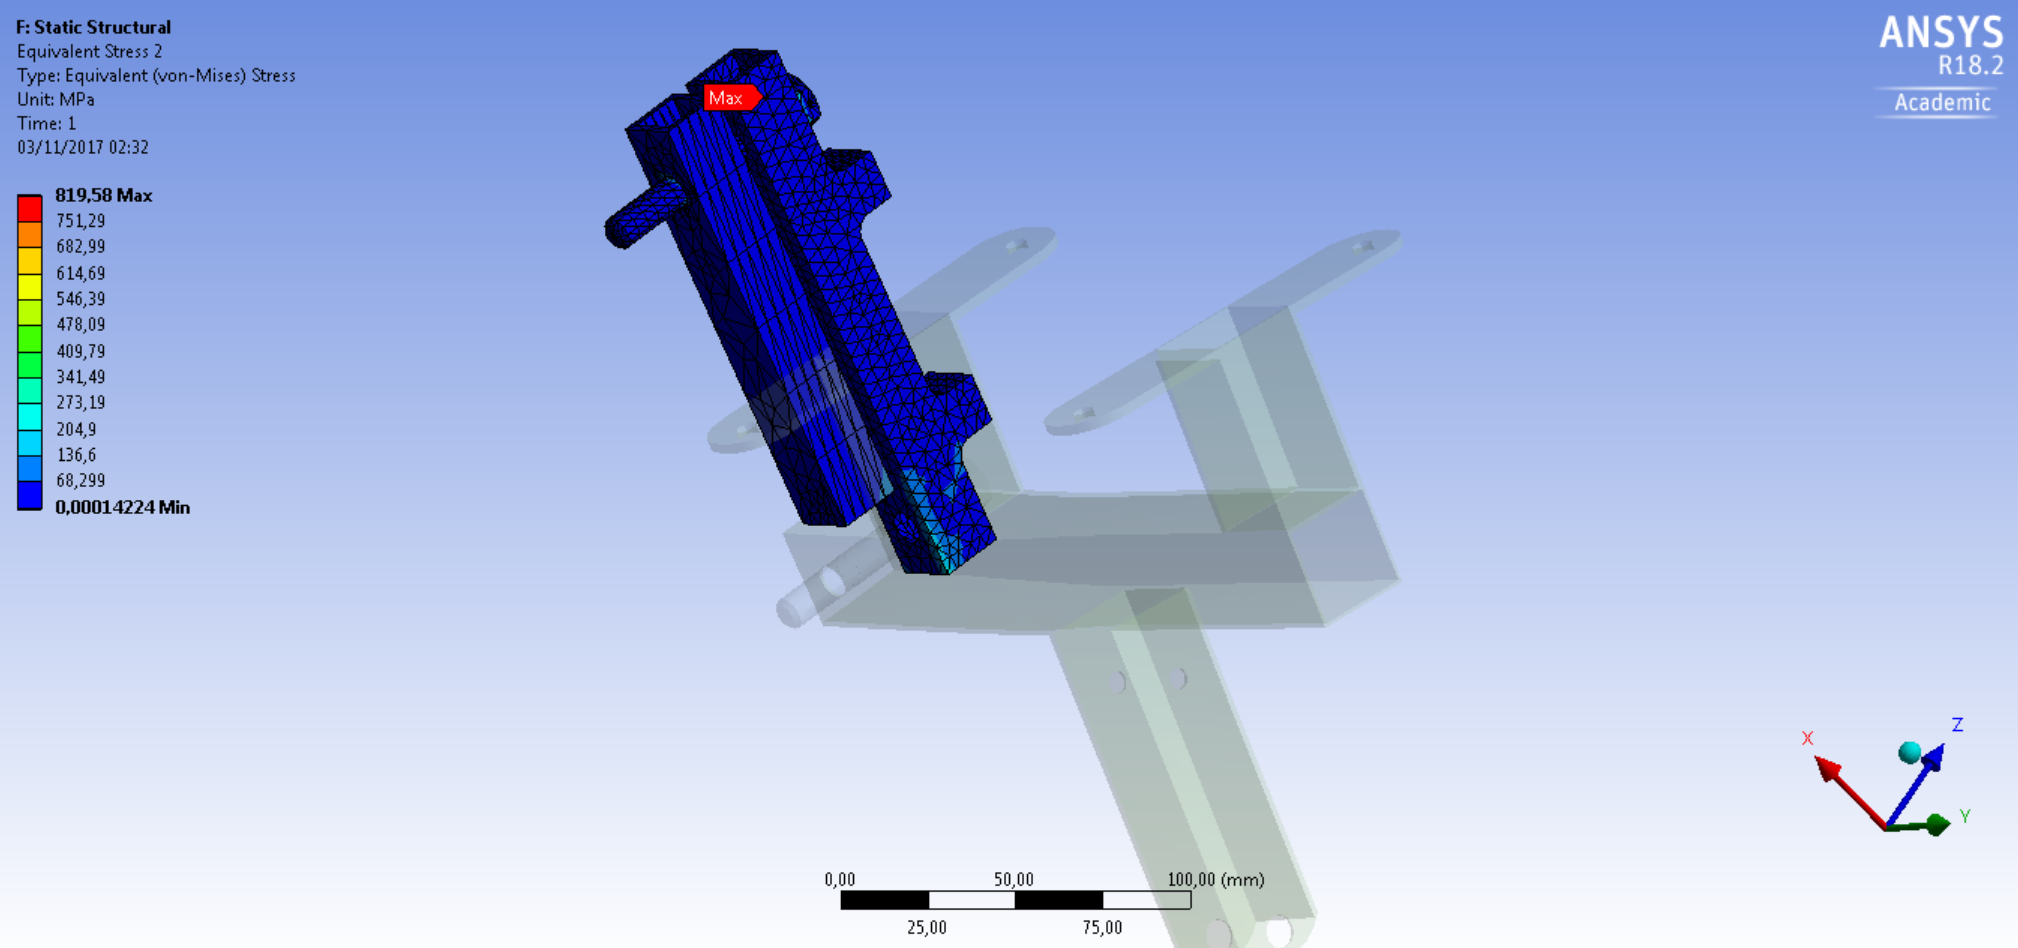 F: Static Structural
Equivalent Stress 2
Type: Equivalent (von-Mises) Stress
Unit: MPa
Time: 1
03/11/2017 02:32
819,58 Max
751,29
682,99
614,69
546,39
478,09
409,79
341,49
273,19
204,9
136,6
68,299
0,00014224 Min
Max
ANSYS
R18.2
Academic
X
Z
Y
0,00 50,00 100,00 (mm)
25,00 75,00